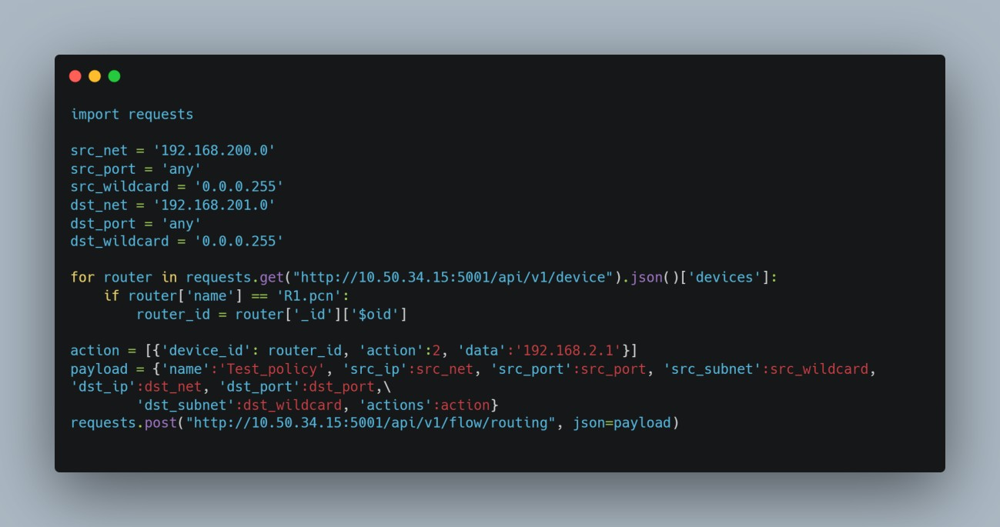 import requests

src_net = '192.168.200.0'
src_port = 'any'
src_wildcard = '0.0.0.255'
dst_net = '192.168.201.0'
dst_port = 'any'
dst_wildcard = '0.0.0.255'

for router in requests.get("http://10.50.34.15:5001/api/v1/device").json()['devices']:
    if router['name'] == 'R1.pcn':
        router_id = router['_id']['$oid']

action = [{'device_id': router_id, 'action':2, 'data':'192.168.2.1'}]
payload = {'name':'Test_policy', 'src_ip':src_net, 'src_port':src_port, 'src_subnet':src_wildcard,
'dst_ip':dst_net, 'dst_port':dst_port,\
        'dst_subnet':dst_wildcard, 'actions':action}
requests.post("http://10.50.34.15:5001/api/v1/flow/routing", json=payload)